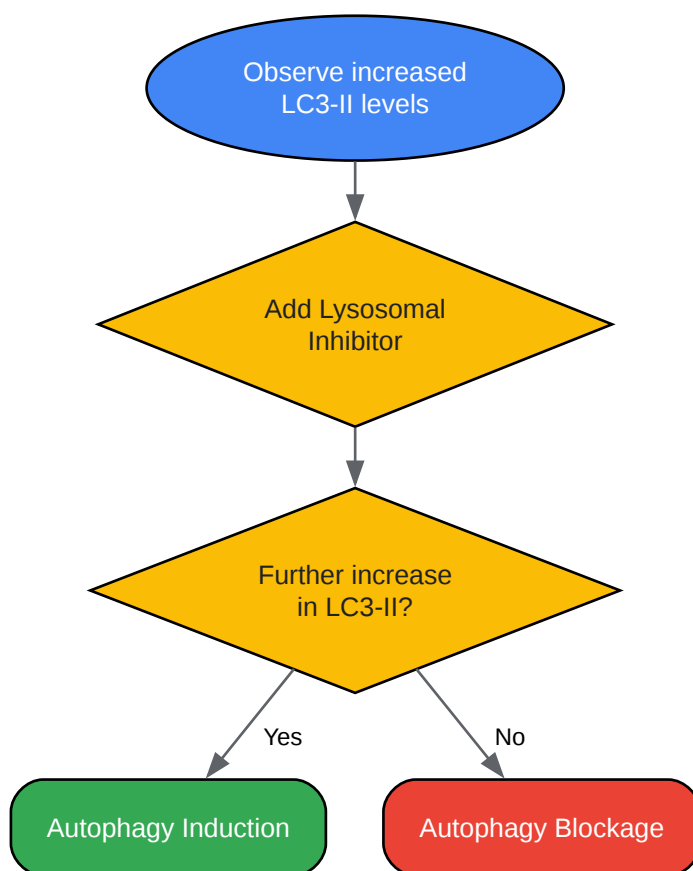 Observe increased
LC3-II levels
Add Lysosomal
Inhibitor
Further increase
in LC3-II?
Yes
No
Autophagy Induction
Autophagy Blockage